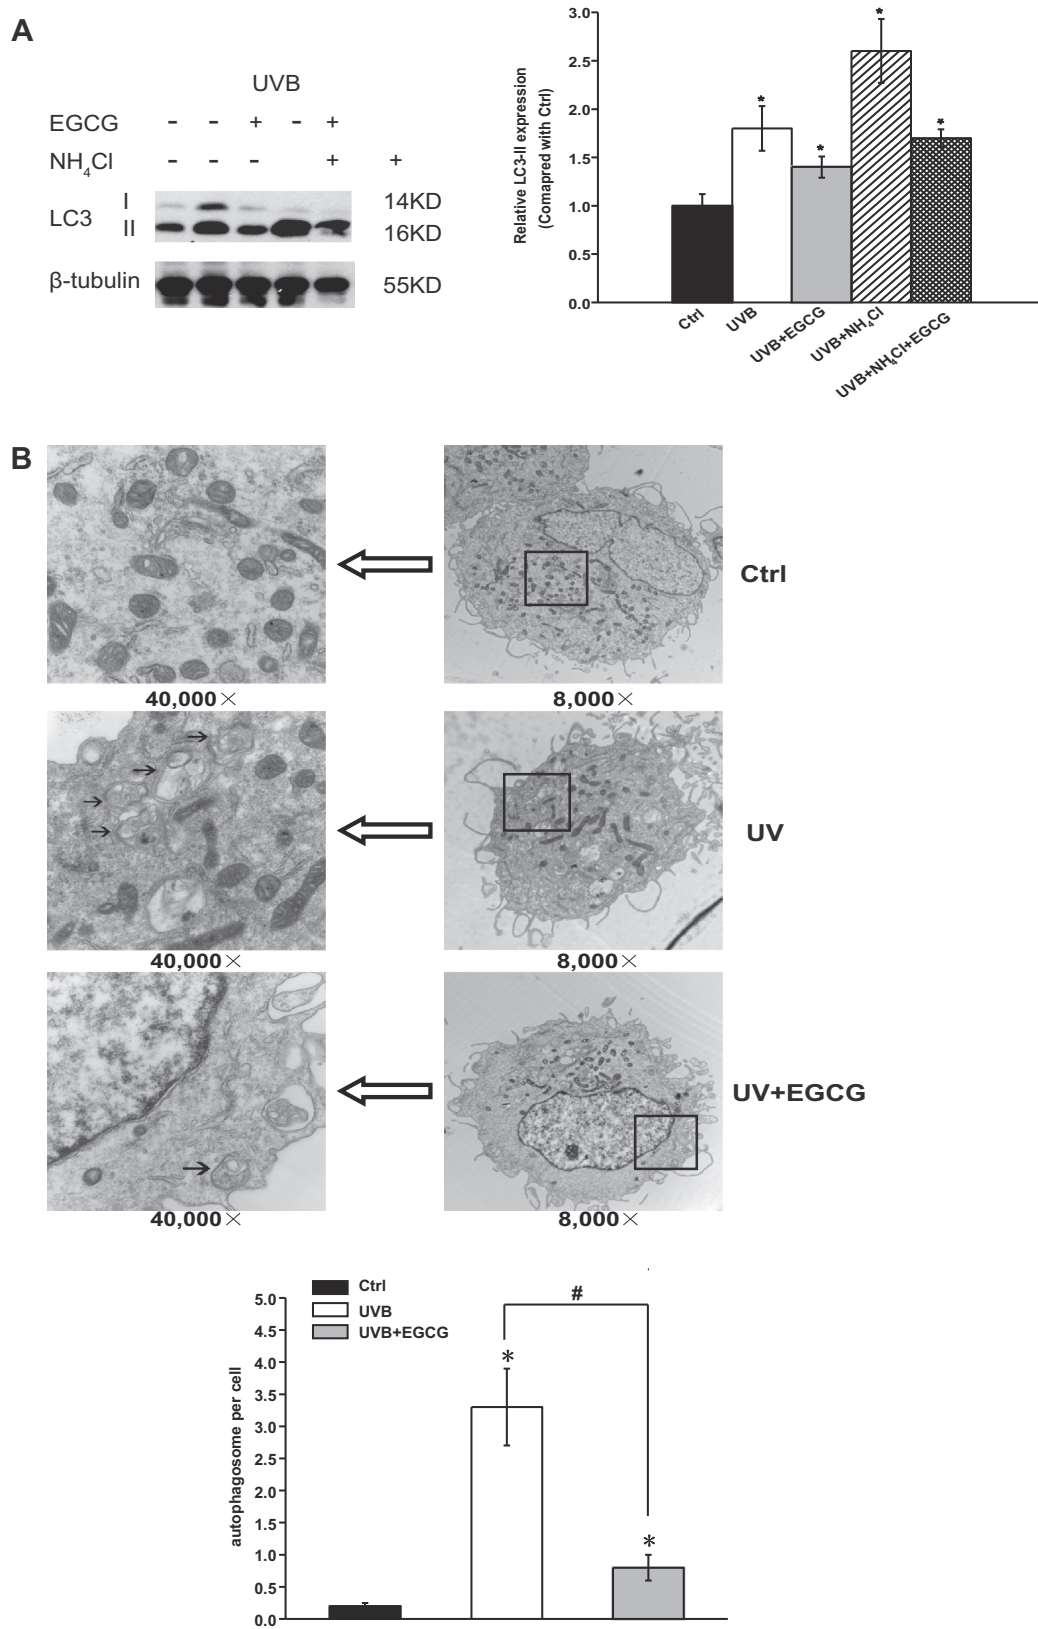 A
UVB
EGCG - - + - +
NH4Cl - - - + +
LC3 I 14KD
II 16KD
β-tubulin 55KD
Relative LC3-II expression
(Comapred with Ctrl)
3.0
2.5
2.0
1.5
1.0
0.5
0.0
* * * *
Ctrl
UVB
UVB+EGCG
UVB+NH4Cl
UVB+NH4Cl+EGCG
B
Ctrl
40,000× 8,000×
UV
40,000× 8,000×
UV+EGCG
40,000× 8,000×
Ctrl
UVB
UVB+EGCG
#
* *
autophagosome per cell
5.0
4.5
4.0
3.5
3.0
2.5
2.0
1.5
1.0
0.5
0.0